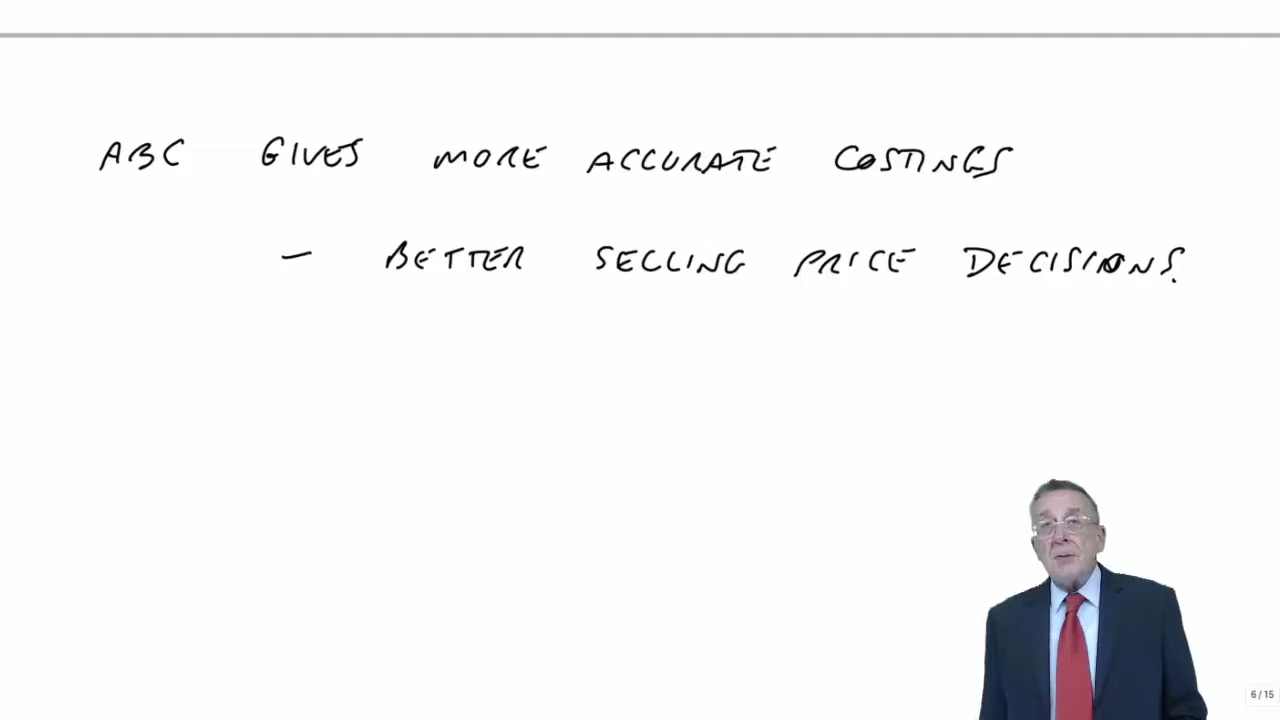 ABC GIVES MORE ACCURATE COSTINGS
- BETTER SELLING PRICE DECISIONS.
6 / 15